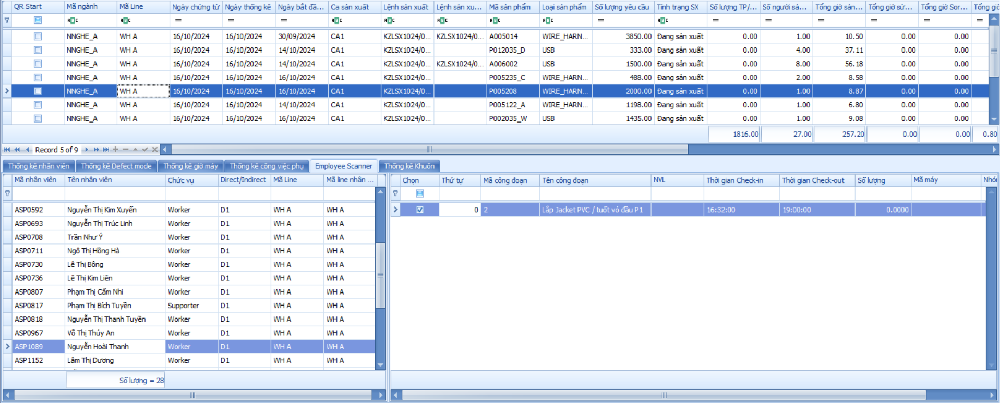 QR Start Mã ngành Mã Line Ngày chứng từ Ngày thống kê Ngày bắt đầ... Ca sản xuất Lệnh sản xuất Lệnh sản xu... Mã sản phẩm Loại sản phẩm Số lượng yêu cầu Tính trạng SX Số lượng TP/... Số người sả... Tổng giờ sản... Tổng giờ sử... Tổng giờ Sor... Tổng giờ
ABC ABC = = = ABC ABC ABC ABC ABC = ABC = = = = = =
NNGHE_A WH A 16/10/2024 16/10/2024 30/09/2024 CA1 KZLSX1024/0... KZLSX1024/0... A005014 WIRE_HARN... 3850.00 Đang sản xuất 0.00 1.00 10.50 0.00 0.00
NNGHE_A WH A 16/10/2024 16/10/2024 14/10/2024 CA1 KZLSX1024/0... P012035_D USB 333.00 Đang sản xuất 0.00 4.00 37.11 0.00 0.00
NNGHE_A WH A 16/10/2024 16/10/2024 14/10/2024 CA1 KZLSX1024/0... KZLSX1024/0... A006002 USB 1500.00 Đang sản xuất 0.00 8.00 56.18 0.00 0.00
NNGHE_A WH A 16/10/2024 16/10/2024 16/10/2024 CA1 KZLSX1024/0... P005235_C WIRE_HARN... 488.00 Đang sản xuất 0.00 2.00 8.58 0.00 0.00
NNGHE_A WH A 16/10/2024 16/10/2024 16/10/2024 CA1 KZLSX1024/0... P005208 WIRE_HARN... 2000.00 Đang sản xuất 0.00 1.00 8.87 0.00 0.00
NNGHE_A WH A 16/10/2024 16/10/2024 14/10/2024 CA1 KZLSX1024/0... P005122_A WIRE_HARN... 1198.00 Đang sản xuất 0.00 1.00 6.80 0.00 0.00
NNGHE_A WH A 16/10/2024 16/10/2024 16/10/2024 CA1 KZLSX1024/0... P002035_W USB 1435.00 Đang sản xuất 0.00 1.00 9.08 0.00 0.00
1816.00 27.00 257.20 0.00 0.00 0.80
Record 5 of 9
Thống kê nhân viên Thống kê Defect mode Thống kê giờ máy Thống kê công việc phụ Employee Scanner Thống kê Khuôn
Mã nhân viên Tên nhân viên Chức vụ Direct/Indirect Mã Line Mã line nhân ...
ASP0592 Nguyễn Thị Kim Xuyến Worker D1 WH A WH A
ASP0693 Nguyễn Thị Trúc Linh Worker D1 WH A WH A
ASP0708 Trần Như Ý Worker D1 WH A WH A
ASP0711 Ngô Thị Hồng Hà Worker D1 WH A WH A
ASP0730 Lê Thị Bông Worker D1 WH A WH A
ASP0736 Lê Thị Kim Liên Worker D1 WH A WH A
ASP0807 Phạm Thị Cẩm Nhi Worker D1 WH A WH A
ASP0817 Phạm Thị Bích Tuyền Supporter D1 WH A WH A
ASP0818 Nguyễn Thị Thanh Tuyền Worker D1 WH A WH A
ASP0967 Võ Thị Thúy An Worker D1 WH A WH A
ASP1089 Nguyễn Hoài Thanh Worker D1 WH A WH A
ASP1152 Lâm Thị Dương Worker D1 WH A WH A
Số lượng = 28
Chọn Thứ tự Mã công đoạn Tên công đoạn NVL Thời gian Check-in Thời gian Check-out Số lượng Mã máy Nhó
0 2 Lắp Jacket PVC / tuốt vỏ đầu P1 16:32:00 19:00:00 0.0000